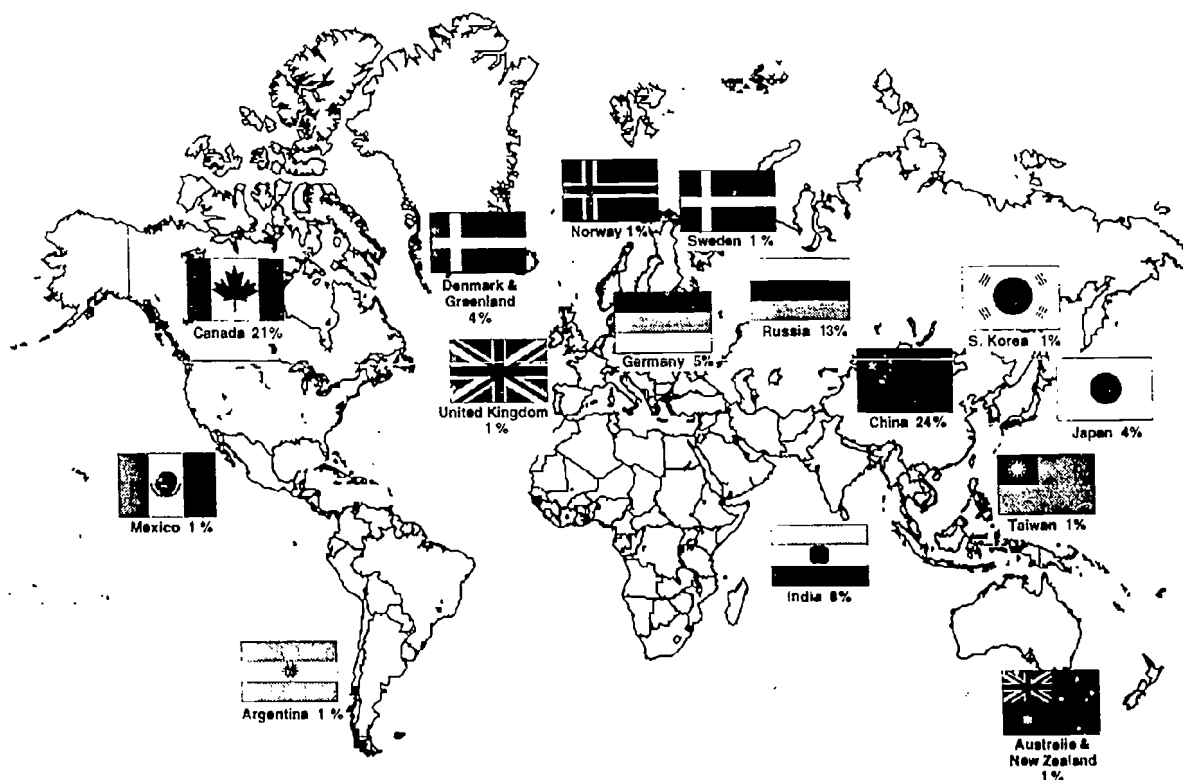 Norway 1%
Sweden 1%
Denmark &
Greenland
4%
Canada 21%
Russia 13%
S. Korea 1%
Germany 5%
United Kingdom
1%
China 24%
Japan 4%
Mexico 1%
Taiwan 1%
India 8%
Argentina 1%
Australia &
New Zealand
1%